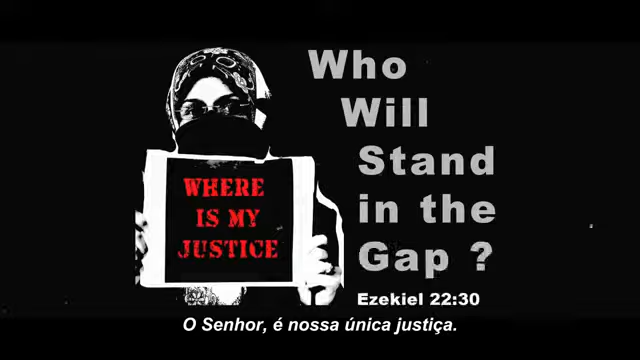 Who
Will
Stand
in the
Gap ?
Ezekiel 22:30
WHERE
IS MY
JUSTICE
O Senhor, é nossa única justiça.